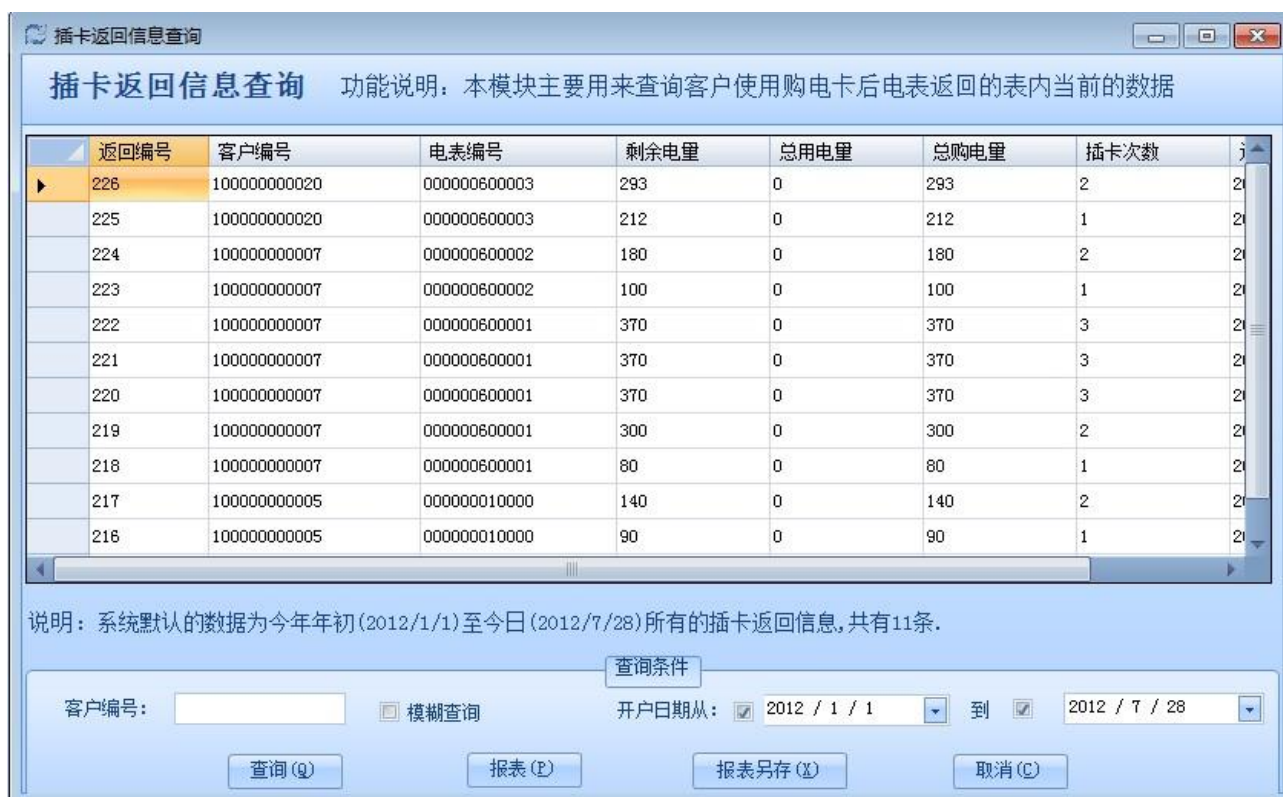 插卡返回信息查询
插卡返回信息查询 功能说明：本模块主要用来查询客户使用购电卡后电表返回的表内当前的数据
返回编号 客户编号 电表编号 剩余电量 总用电量 总购电量 插卡次数
226 100000000020 000000600003 293 0 293 2
225 100000000020 000000600003 212 0 212 1
224 100000000007 000000600002 180 0 180 2
223 100000000007 000000600002 100 0 100 1
222 100000000007 000000600001 370 0 370 3
221 100000000007 000000600001 370 0 370 3
220 100000000007 000000600001 370 0 370 3
219 100000000007 000000600001 300 0 300 2
218 100000000007 000000600001 80 0 80 1
217 100000000005 000000010000 140 0 140 2
216 100000000005 000000010000 90 0 90 1
说明：系统默认的数据为今年年初(2012/1/1)至今日(2012/7/28)所有的插卡返回信息,共有11条.
查询条件
客户编号： 模糊查询 开户日期从： 2012 / 1 / 1 到 2012 / 7 / 28
查询(Q) 报表(P) 报表另存(X) 取消(C)